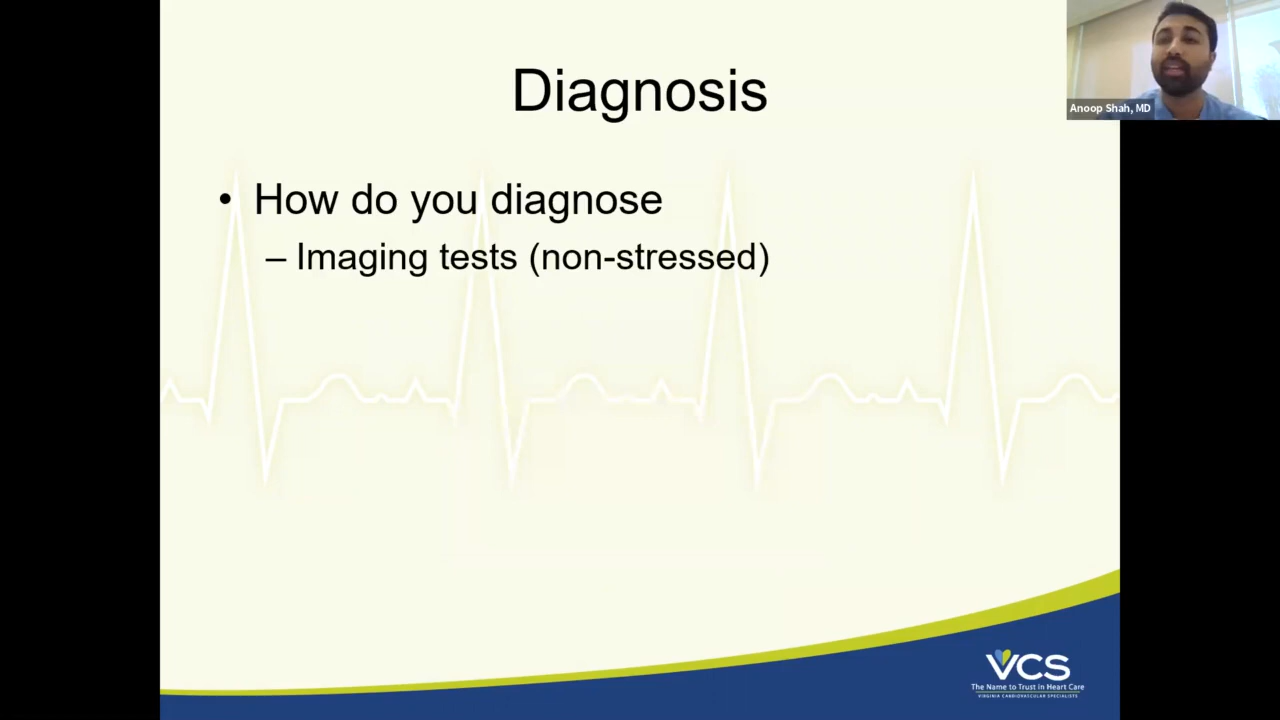 Diagnosis
Anoop Shah, MD
• How do you diagnose
– Imaging tests (non-stressed)
VCS
The Name to Trust in Heart Care
VIRGINIA CARDIOVASCULAR SPECIALISTS